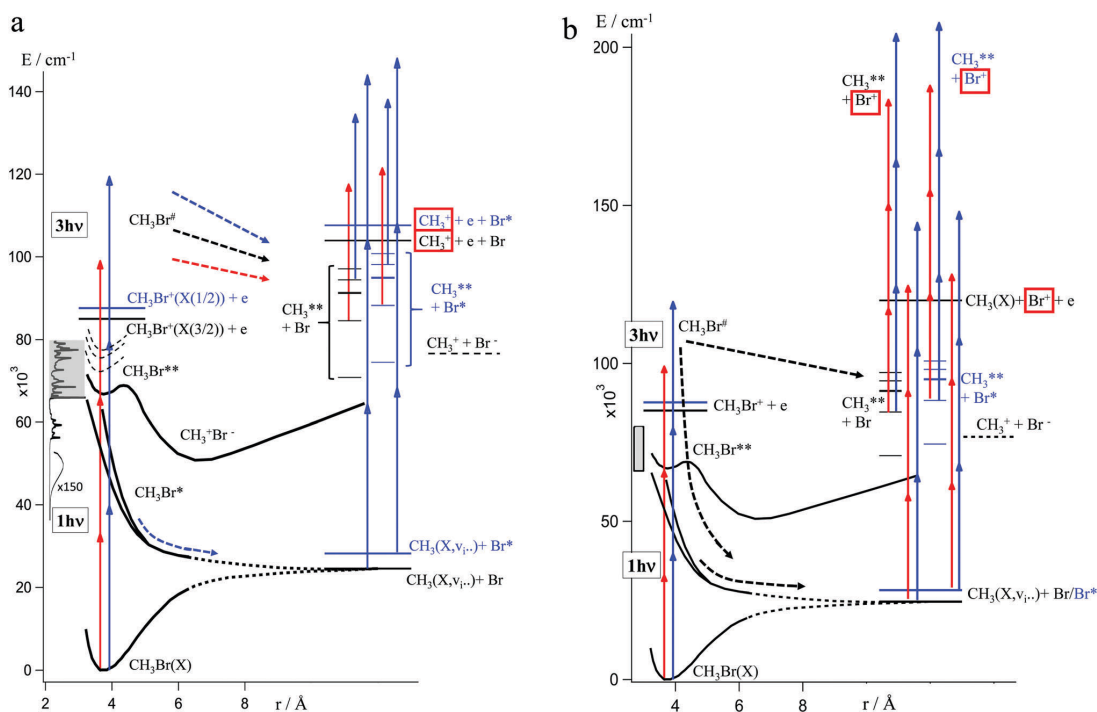 a
E / cm⁻¹
140
120
100
80
x10³
60
40
20
0
2
4
6
8
r / Å
3hν
1hν
x150
CH₃Br#
CH₃Br⁺(X(1/2)) + e
CH₃Br⁺(X(3/2)) + e
CH₃Br**
CH₃⁺Br⁻
CH₃Br*
CH₃Br(X)
CH₃⁺ + e + Br*
CH₃⁺ + e + Br
CH₃**
+ Br
CH₃**
+ Br*
CH₃⁺ + Br⁻
CH₃(X,vᵢ..)+ Br*
CH₃(X,vᵢ..)+ Br
b
E / cm⁻¹
200
150
x10³
100
50
0
4
6
8
r / Å
3hν
1hν
CH₃**
+ Br⁺
CH₃**
+ Br⁺
CH₃(X)+ Br⁺ + e
CH₃Br#
CH₃Br⁺ + e
CH₃Br**
CH₃**
+ Br
CH₃**
+ Br*
CH₃⁺ + Br⁻
CH₃(X,vᵢ..)+ Br/Br*
CH₃Br(X)